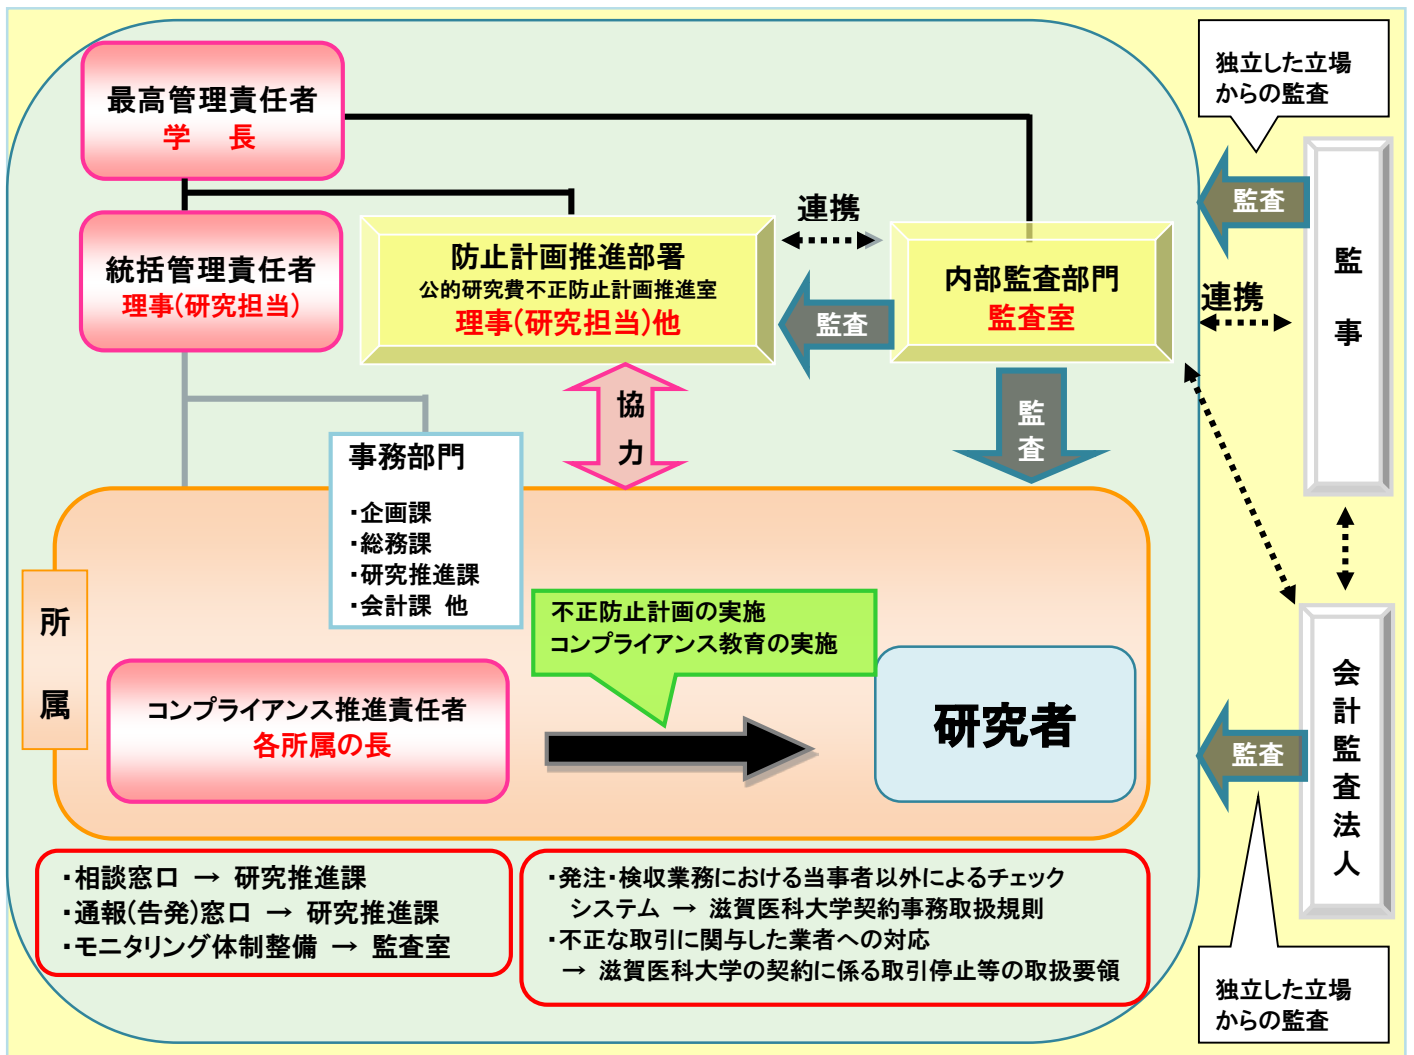 最高管理責任者
学 長
独立した立場
からの監査
監査
監
事
統括管理責任者
理事(研究担当)
防止計画推進部署
公的研究費不正防止計画推進室
理事(研究担当)他
連携
監査
内部監査部門
監査室
連携
協
力
監
査
事務部門
・企画課
・総務課
・研究推進課
・会計課 他
所
属
不正防止計画の実施
コンプライアンス教育の実施
コンプライアンス推進責任者
各所属の長
研究者
監査
会
計
監
査
法
人
・相談窓口 → 研究推進課
・通報(告発)窓口 → 研究推進課
・モニタリング体制整備 → 監査室
・発注・検収業務における当事者以外によるチェック
システム → 滋賀医科大学契約事務取扱規則
・不正な取引に関与した業者への対応
→ 滋賀医科大学の契約に係る取引停止等の取扱要領
独立した立場
からの監査